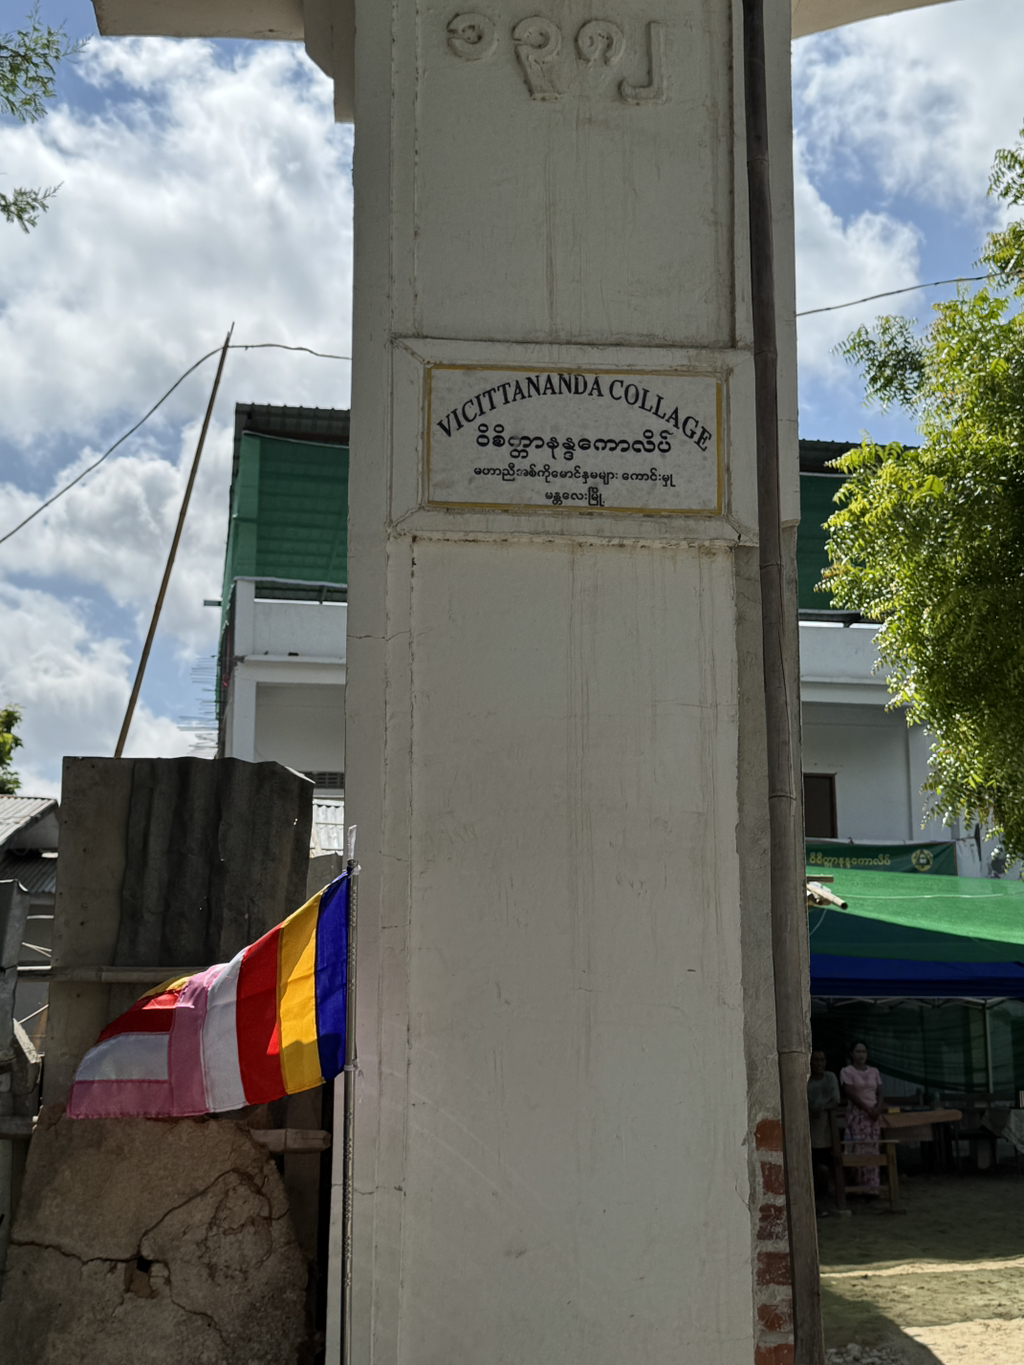 ၁၃၇၂
VICITTANANDA COLLAGE
ဝိစိတ္တာနန္ဒကောလိပ်
မဟာညီအစ်ကိုမောင်နှမများ ကောင်းမှု
မန္တလေးမြို့
ဝိစိတ္တာနန္ဒကောလိပ်